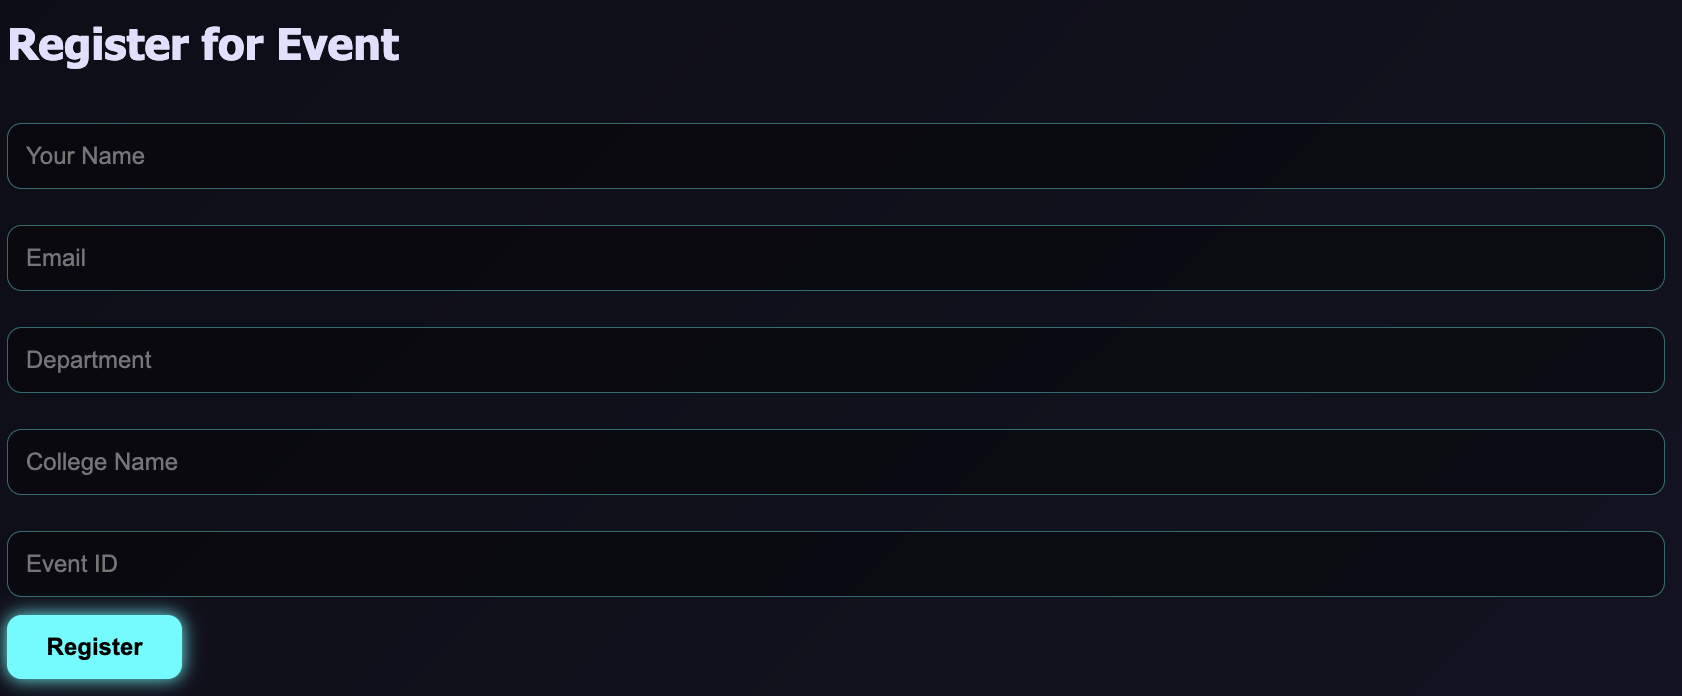 Register for Event
Your Name
Email
Department
College Name
Event ID
Register